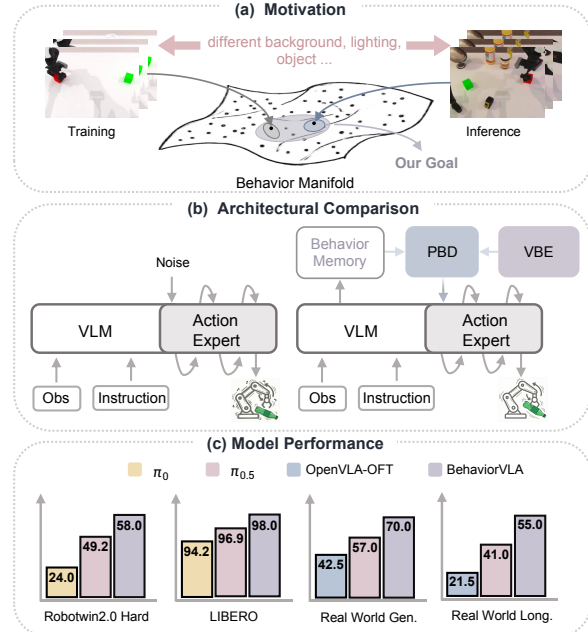 (a) Motivation
different background, lighting,
object ...
Training
Inference
Our Goal
Behavior Manifold
(b) Architectural Comparison
Noise
VLM
Action
Expert
Obs
Instruction
Behavior
Memory
PBD
VBE
VLM
Action
Expert
Obs
Instruction
(c) Model Performance
π₀
π₀.₅
OpenVLA-OFT
BehaviorVLA
24.0
49.2
58.0
Robotwin2.0 Hard
94.2
96.9
98.0
LIBERO
42.5
57.0
70.0
Real World Gen.
21.5
41.0
55.0
Real World Long.